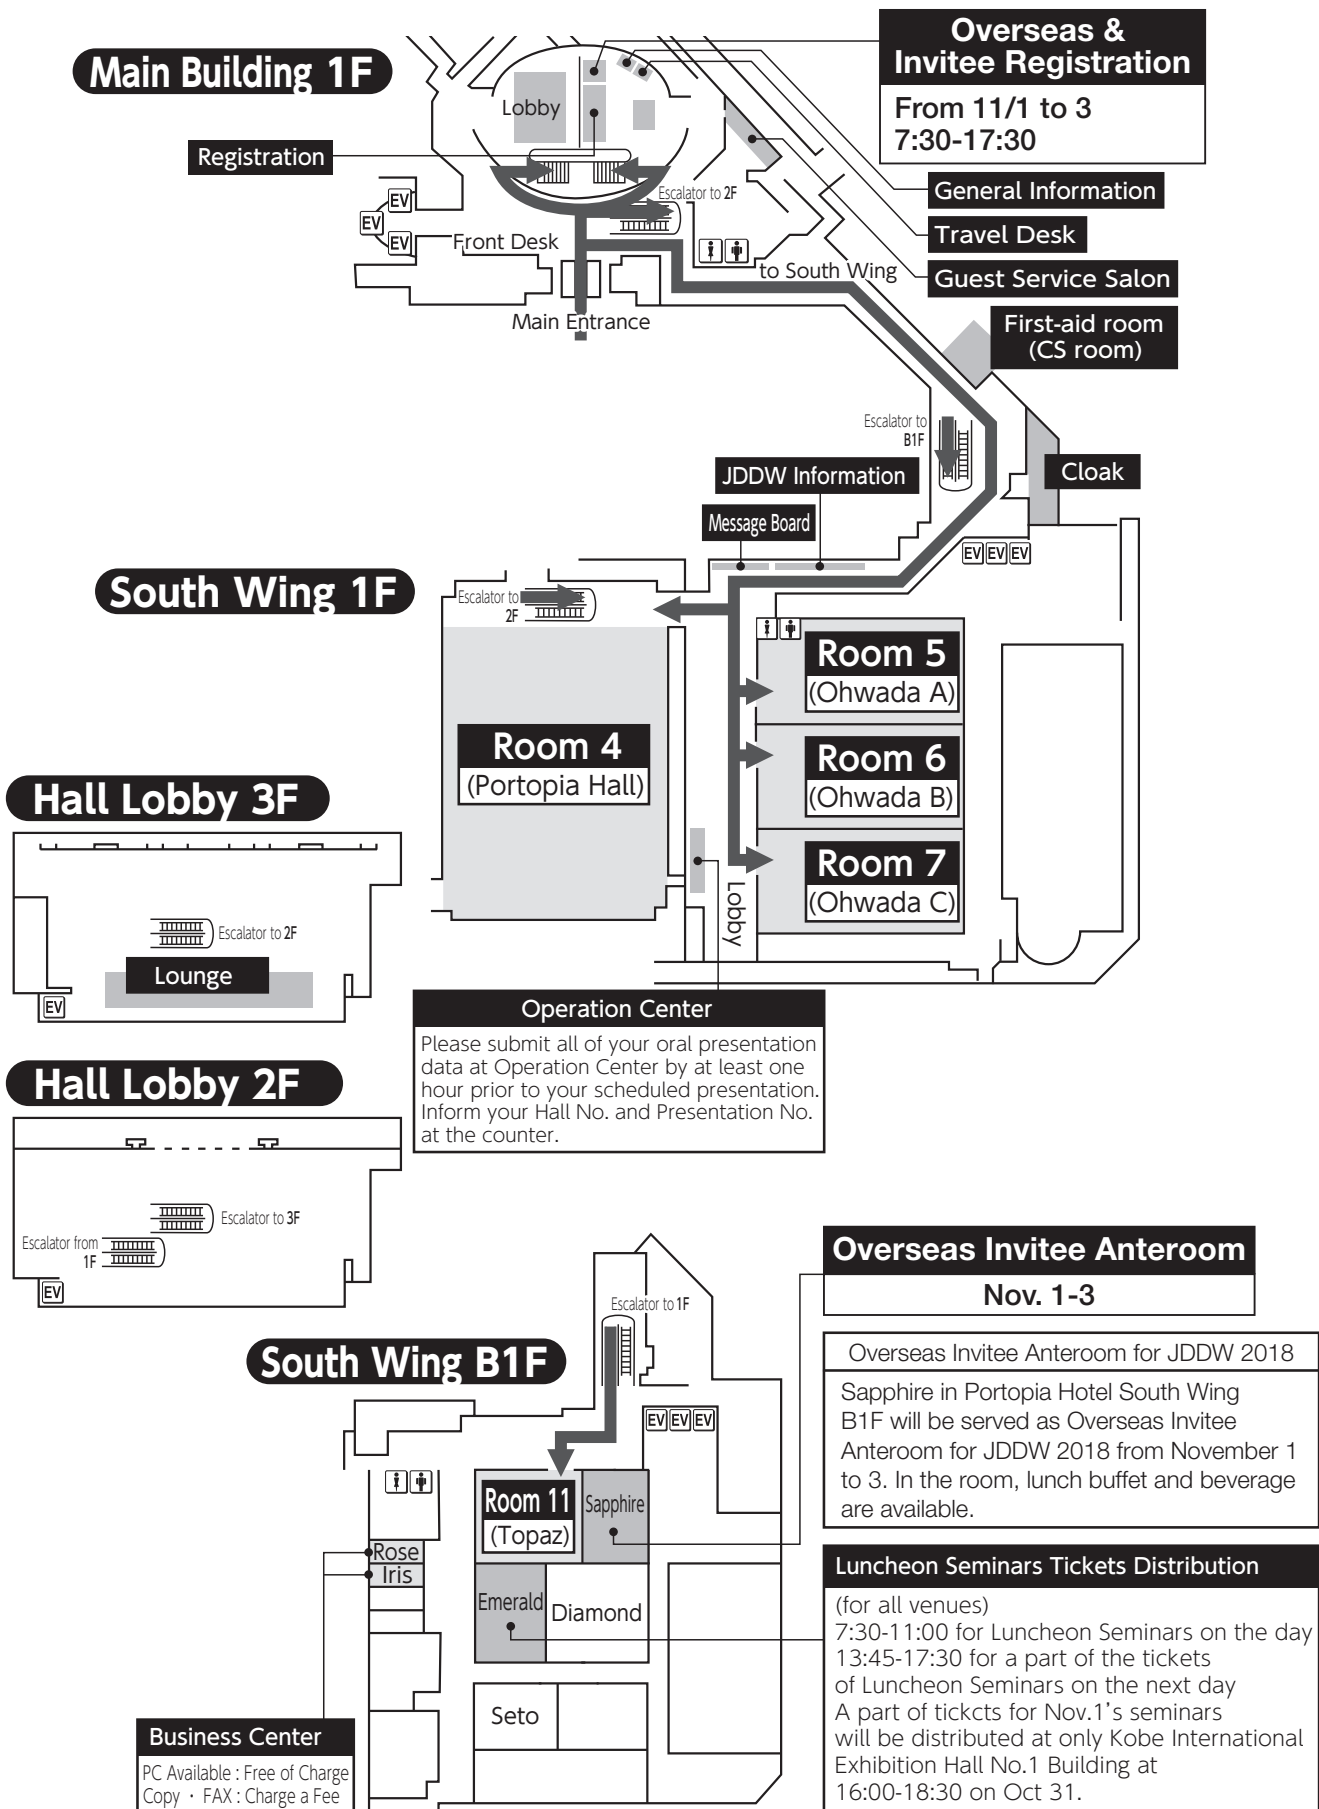 Main Building 1F
Overseas &
Invitee Registration
From 11/1 to 3
7:30-17:30
Lobby
Registration
General Information
Travel Desk
Guest Service Salon
First-aid room
(CS room)
EV
EV
EV
Front Desk
Escalator to 2F
to South Wing
Main Entrance
Escalator to
B1F
Cloak
JDDW Information
Message Board
EV EV EV
South Wing 1F
Escalator to
2F
Room 5
(Ohwada A)
Room 4
(Portopia Hall)
Room 6
(Ohwada B)
Room 7
(Ohwada C)
Lobby
Hall Lobby 3F
Escalator to 2F
Lounge
EV
Operation Center
Please submit all of your oral presentation
data at Operation Center by at least one
hour prior to your scheduled presentation.
Inform your Hall No. and Presentation No.
at the counter.
Hall Lobby 2F
Escalator to 3F
Escalator from
1F
EV
South Wing B1F
Escalator to 1F
EV EV EV
Room 11
(Topaz)
Sapphire
Rose
Iris
Emerald
Diamond
Seto
Business Center
PC Available : Free of Charge
Copy・FAX : Charge a Fee
Overseas Invitee Anteroom
Nov. 1-3
Overseas Invitee Anteroom for JDDW 2018
Sapphire in Portopia Hotel South Wing
B1F will be served as Overseas Invitee
Anteroom for JDDW 2018 from November 1
to 3. In the room, lunch buffet and beverage
are available.
Luncheon Seminars Tickets Distribution
(for all venues)
7:30-11:00 for Luncheon Seminars on the day
13:45-17:30 for a part of the tickets
of Luncheon Seminars on the next day
A part of tickcts for Nov.1's seminars
will be distributed at only Kobe International
Exhibition Hall No.1 Building at
16:00-18:30 on Oct 31.